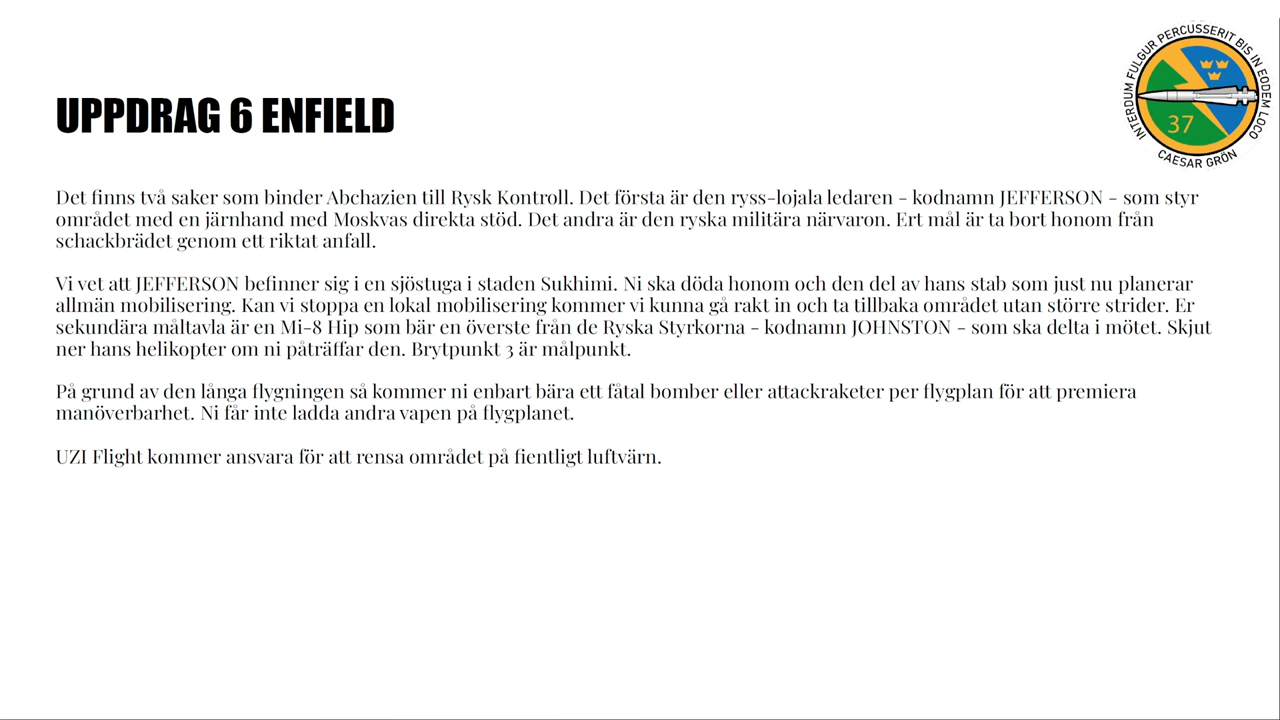 INTERDUM FULGUR PERCUSSERIT BIS IN EODEM LOCO
37
CAESAR GRÖN
UPPDRAG 6 ENFIELD
Det finns två saker som binder Abchazien till Rysk Kontroll. Det första är den ryss-lojala ledaren - kodnamn JEFFERSON - som styr
området med en järnhand med Moskvas direkta stöd. Det andra är den ryska militära närvaron. Ert mål är ta bort honom från
schackbrädet genom ett riktat anfall.
Vi vet att JEFFERSON befinner sig i en sjöstuga i staden Sukhimi. Ni ska döda honom och den del av hans stab som just nu planerar
allmän mobilisering. Kan vi stoppa en lokal mobilisering kommer vi kunna gå rakt in och ta tillbaka området utan större strider. Er
sekundära måltavla är en Mi-8 Hip som bär en överste från de Ryska Styrkorna - kodnamn JOHNSTON - som ska delta i mötet. Skjut
ner hans helikopter om ni påträffar den. Brytpunkt 3 är målpunkt.
På grund av den långa flygningen så kommer ni enbart bära ett fåtal bomber eller attackraketer per flygplan för att premiera
manöverbarhet. Ni får inte ladda andra vapen på flygplanet.
UZI Flight kommer ansvara för att rensa området på fientligt luftvärn.